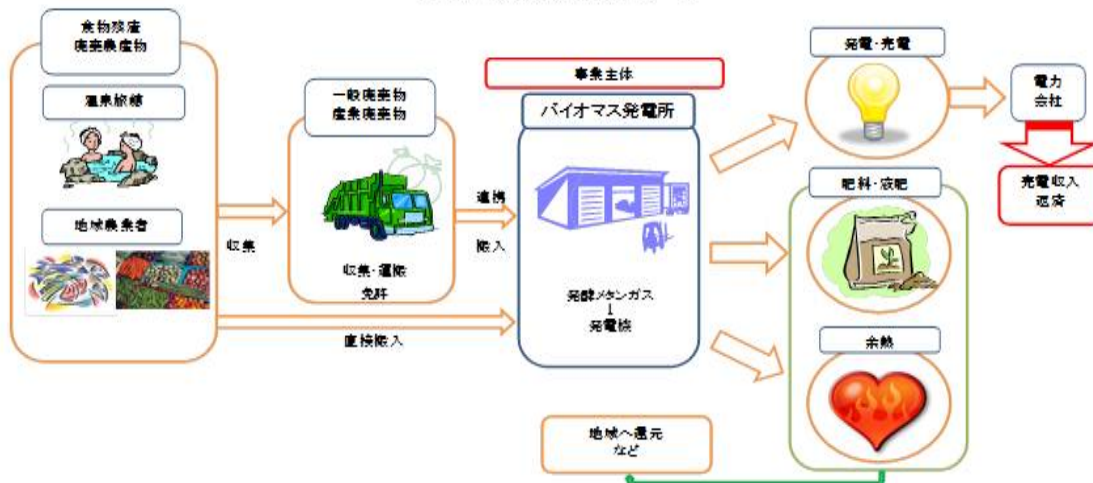 食物残渣
廃棄農産物
温泉旅館
地域農業者
収集
一般廃棄物
産業廃棄物
収集・運搬
免許
直接搬入
連携
搬入
事業主体
バイオマス発電所
発酵メタンガス
↓
発電機
発電・売電
電力
会社
売電収入
返済
肥料・液肥
余熱
地域へ還元
など